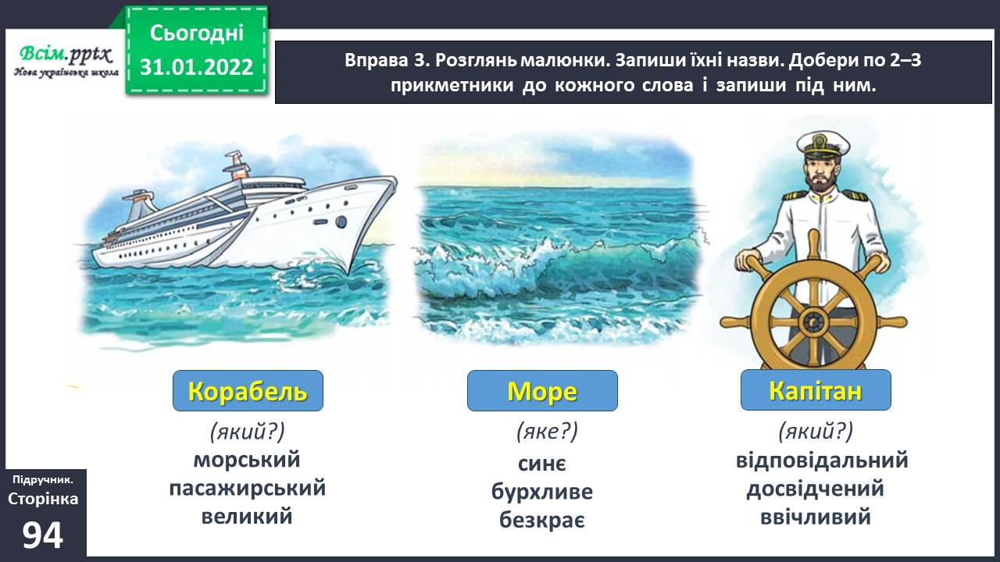 Всім.pptx
Нова українська школа
Сьогодні
31.01.2022
Вправа 3. Розглянь малюнки. Запиши їхні назви. Добери по 2–3
прикметники до кожного слова і запиши під ним.
Корабель
(який?)
морський
пасажирський
великий
Море
(яке?)
синє
бурхливе
безкрає
Капітан
(який?)
відповідальний
досвідчений
ввічливий
Підручник.
Сторінка
94